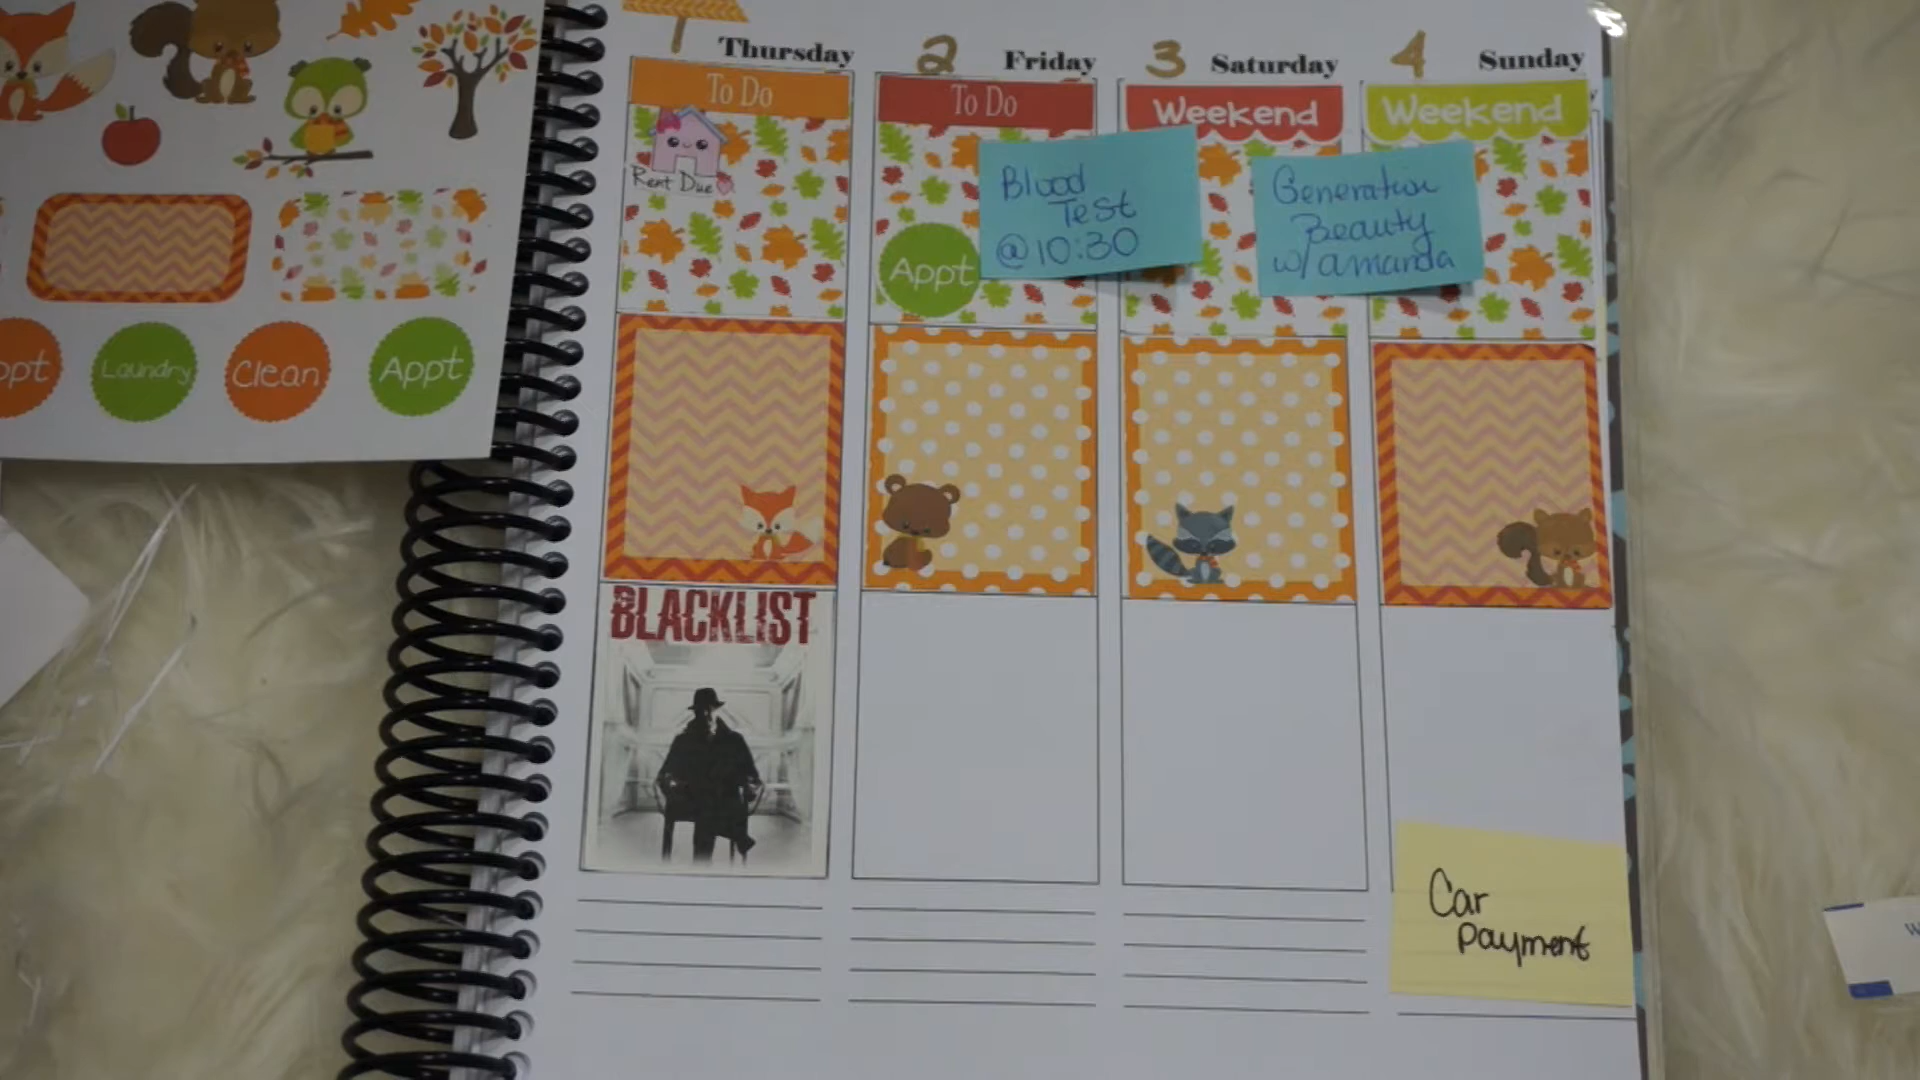 1 Thursday
2 Friday
3 Saturday
4 Sunday
To Do
To Do
Weekend
Weekend
Rent Due
Appt
Blood
Test
@ 10:30
Generation
Beauty
w/ amanda
Laundry
Clean
Appt
BLACKLIST
Car
payment